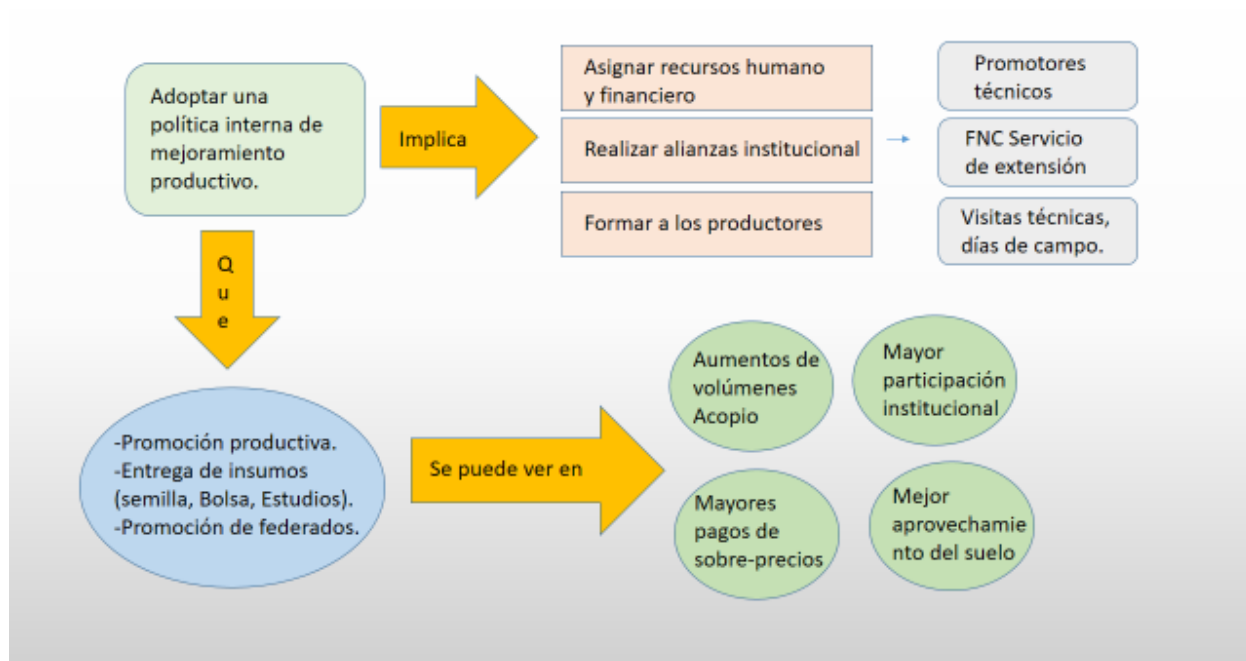 Adoptar una
política interna de
mejoramiento
productivo.
Implica
Asignar recursos humano
y financiero
Realizar alianzas institucional
Formar a los productores
Promotores
técnicos
FNC Servicio
de extensión
Visitas técnicas,
días de campo.
Q
u
e
-Promoción productiva.
-Entrega de insumos
(semilla, Bolsa, Estudios).
-Promoción de federados.
Se puede ver en
Aumentos de
volúmenes
Acopio
Mayor
participación
institucional
Mayores
pagos de
sobre-precios
Mejor
aprovechamie
nto del suelo